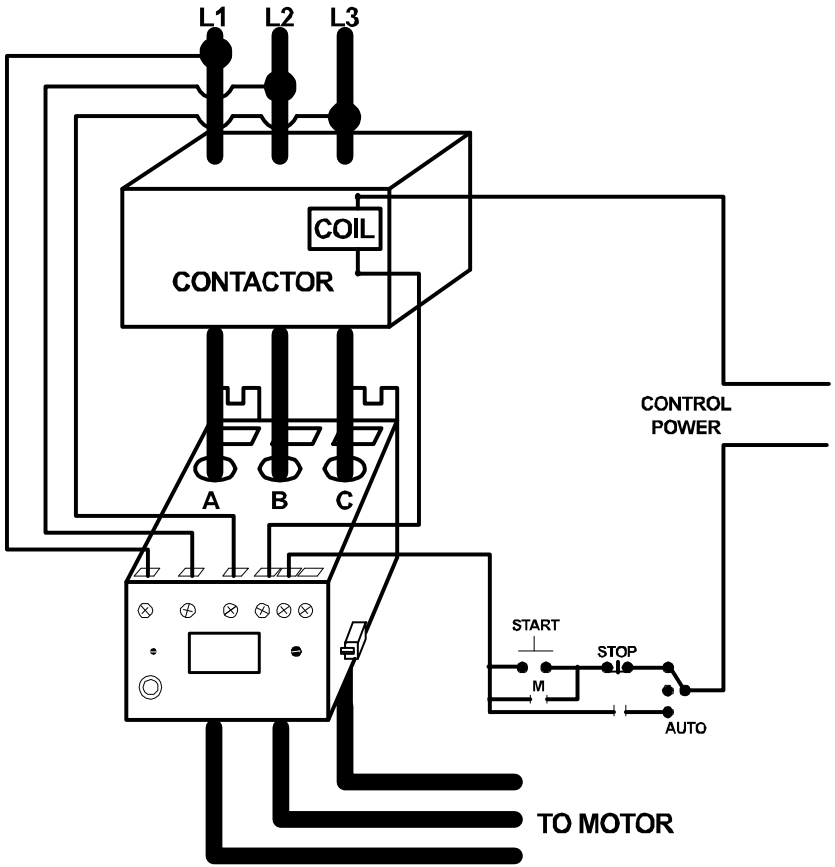 L1 L2 L3
COIL
CONTACTOR
CONTROL
POWER
A B C
START
STOP
M
AUTO
TO MOTOR